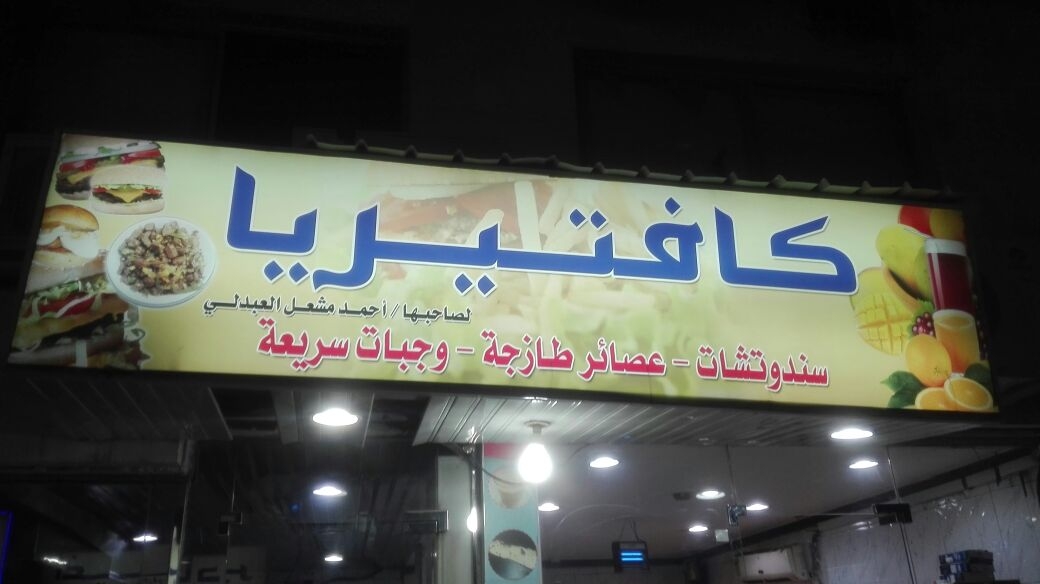 كافتيريا
لصاحبها / أحمد مشعل العبدلي
سندوتشات - عصائر طازجة - وجبات سريعة